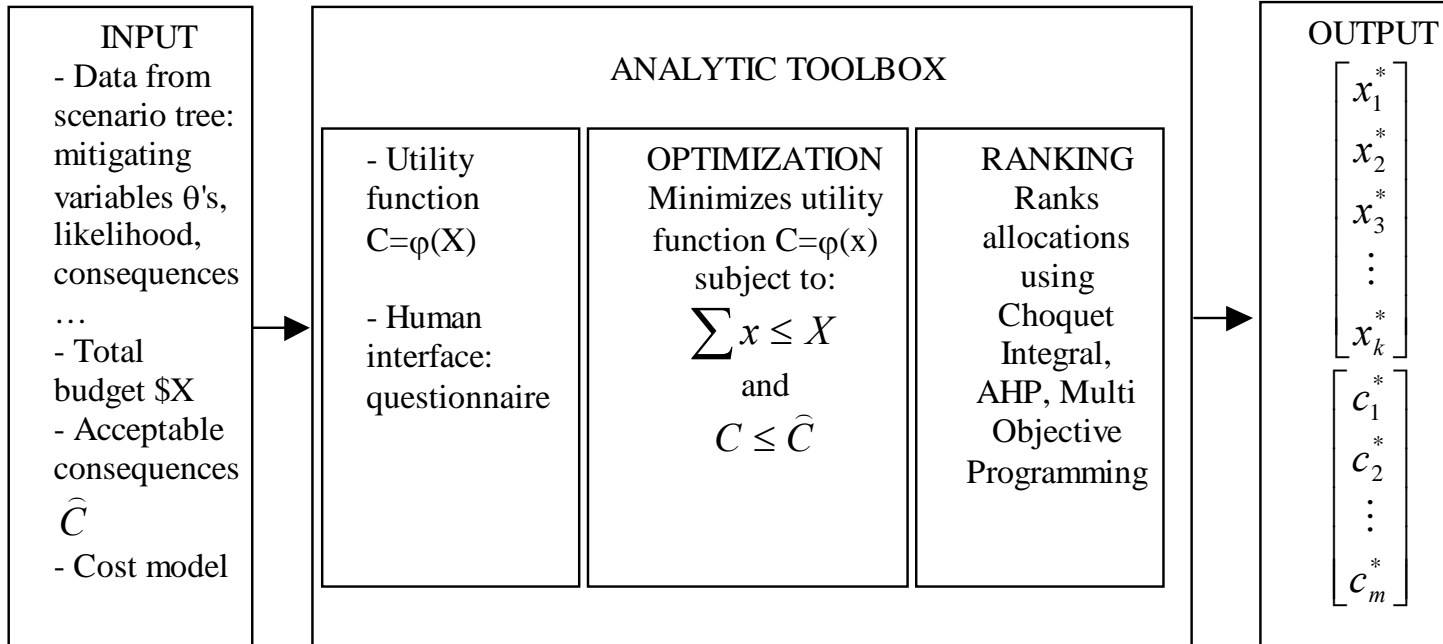 INPUT
- Data from
scenario tree:
mitigating
variables θ's,
likelihood,
consequences
…
- Total
budget $X
- Acceptable
consequences
Ĉ
- Cost model
ANALYTIC TOOLBOX
- Utility
function
C=φ(X)
- Human
interface:
questionnaire
OPTIMIZATION
Minimizes utility
function C=φ(x)
subject to:
∑ x ≤ X
and
C ≤ Ĉ
RANKING
Ranks
allocations
using
Choquet
Integral,
AHP, Multi
Objective
Programming
OUTPUT
x₁*
x₂*
x₃*
⋮
xₖ*
c₁*
c₂*
⋮
cₘ*